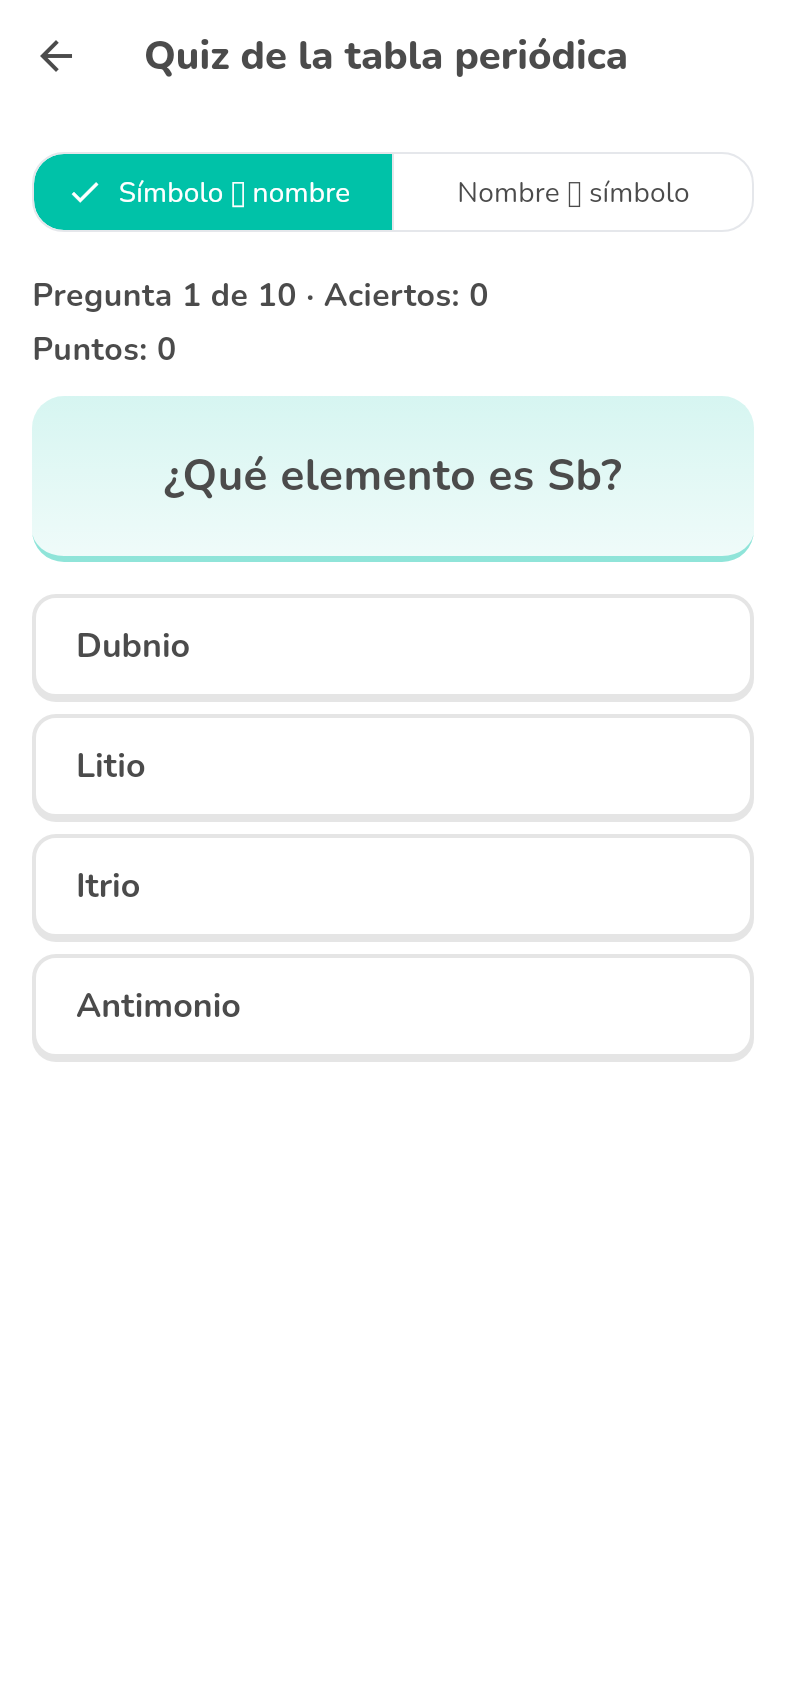 Quiz de la tabla periódica
Símbolo ▯ nombre
Nombre ▯ símbolo
Pregunta 1 de 10 · Aciertos: 0
Puntos: 0
¿Qué elemento es Sb?
Dubnio
Litio
Itrio
Antimonio